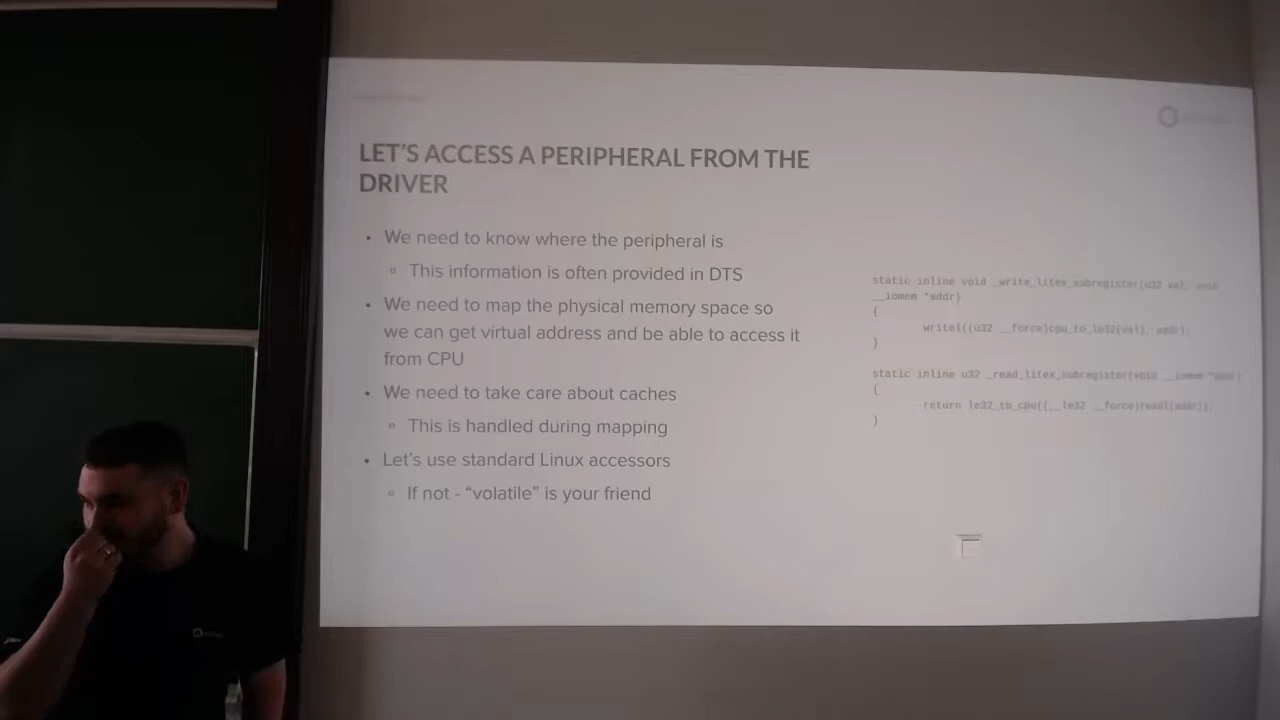 LET'S ACCESS A PERIPHERAL FROM THE
DRIVER
• We need to know where the peripheral is
○ This information is often provided in DTS
• We need to map the physical memory space so
we can get virtual address and be able to access it
from CPU
• We need to take care about caches
○ This is handled during mapping
• Let's use standard Linux accessors
○ If not - “volatile” is your friend
static inline void _write_litex_subregister(u32 val, void
__iomem *addr)
{
writel((u32 __force)cpu_to_le32(val), addr);
}
static inline u32 _read_litex_subregister(void __iomem *addr)
{
return le32_to_cpu((__le32 __force)readl(addr));
}